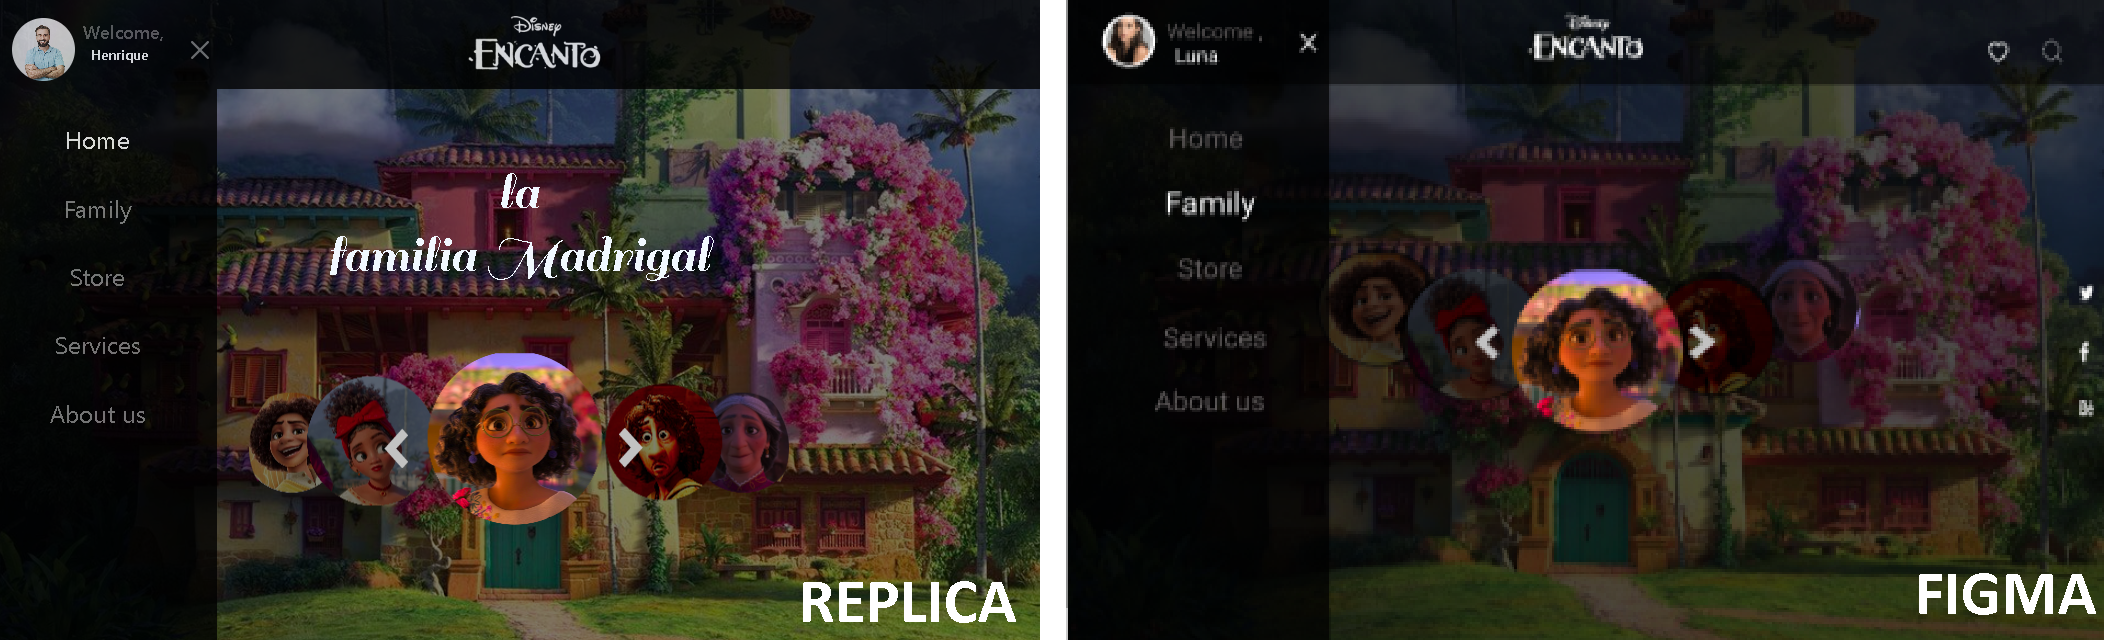 Welcome,
Henrique
Disney
ENCANTO
Home
Family
Store
Services
About us
la
familia Madrigal
REPLICA
Welcome ,
Luna
Disney
ENCANTO
Home
Family
Store
Services
About us
Bē
FIGMA